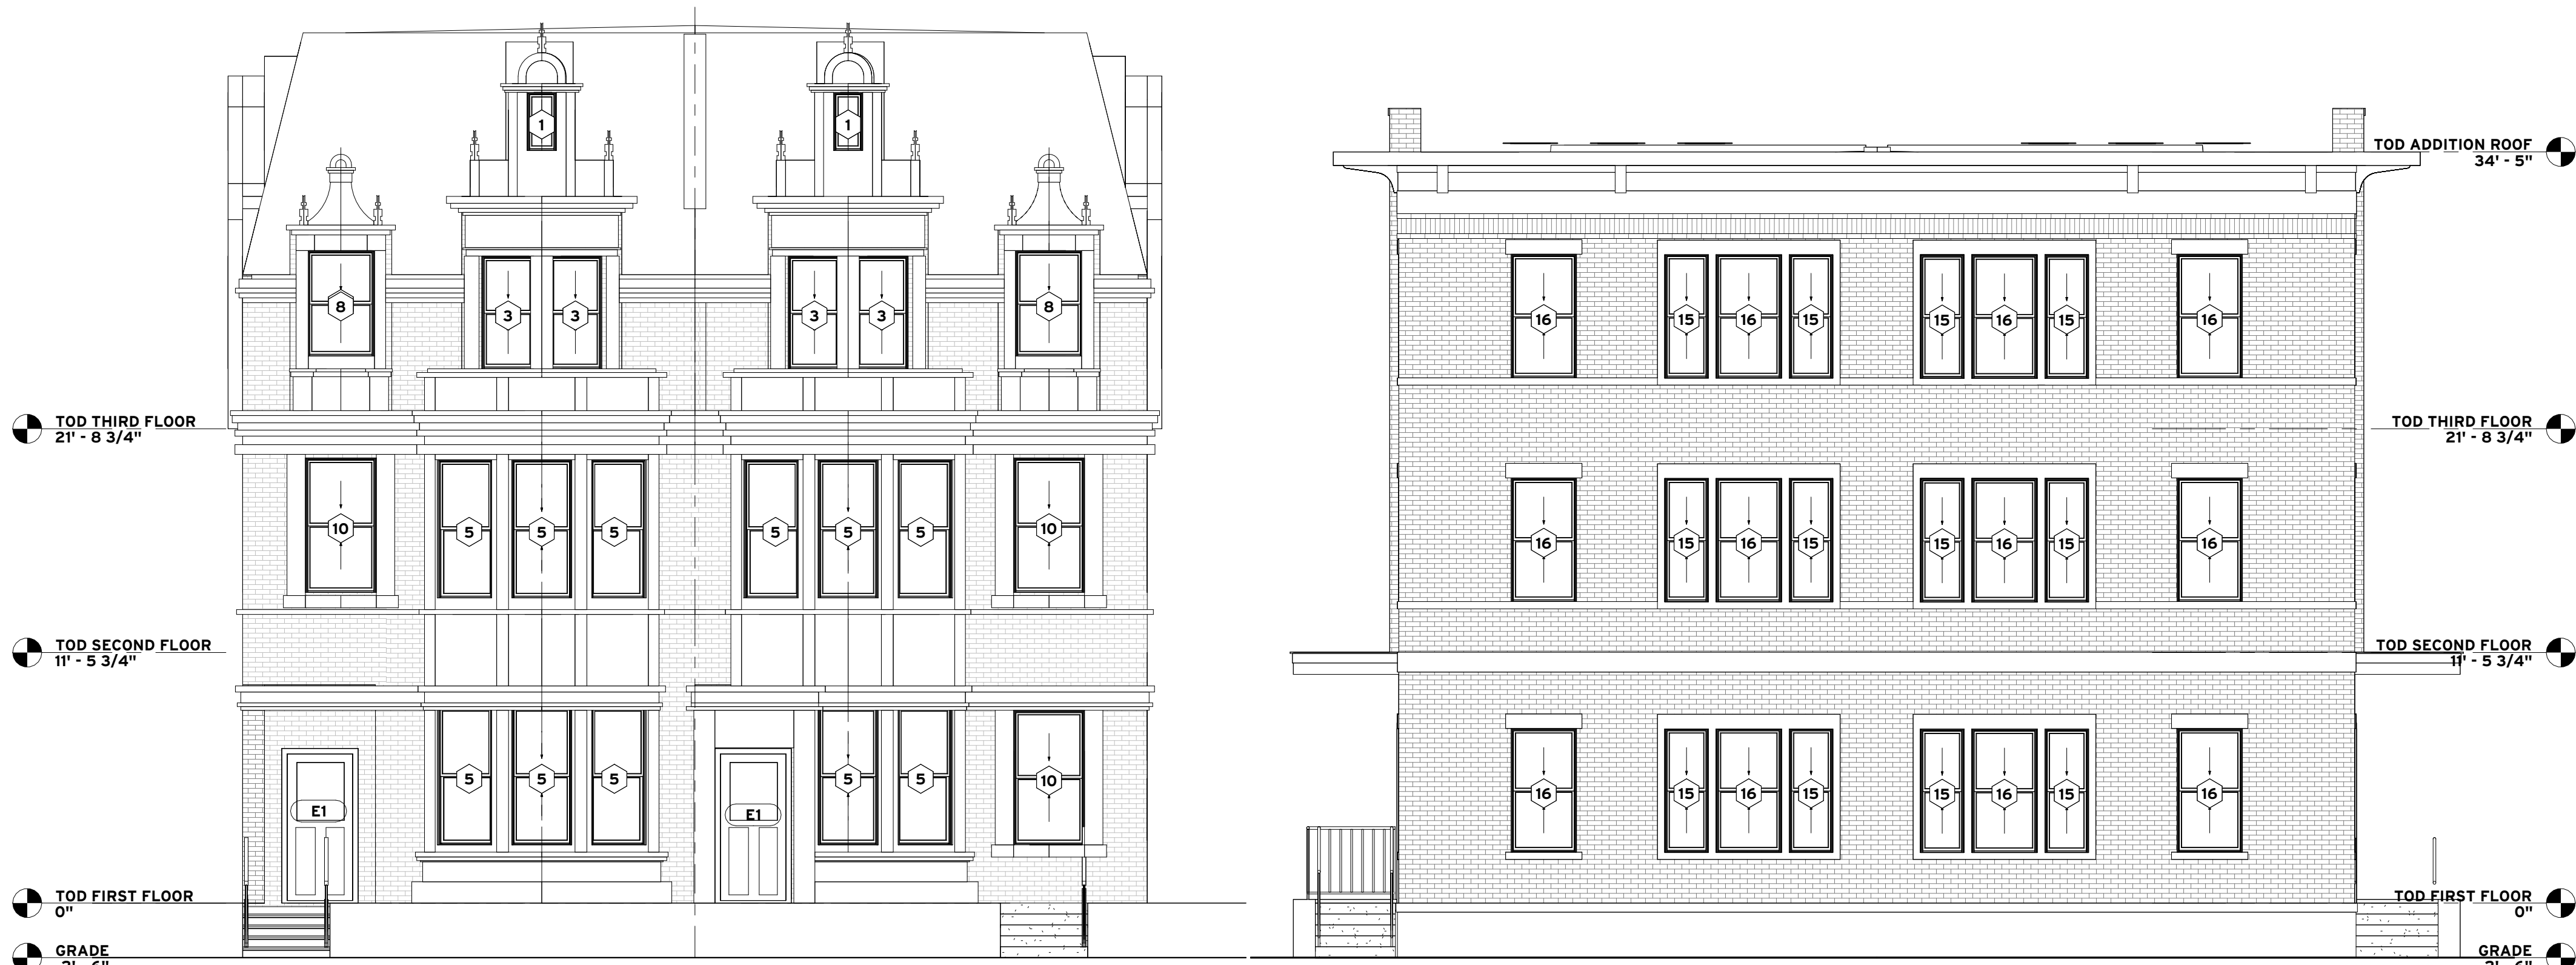 1 1
TOD ADDITION ROOF
34' - 5"
8 3 3 3 3 8
16 15 16 15 15 16 15 16
TOD THIRD FLOOR
21' - 8 3/4"
TOD THIRD FLOOR
21' - 8 3/4"
10 5 5 5 5 5 5 10
16 15 16 15 15 16 15 16
TOD SECOND FLOOR
11' - 5 3/4"
TOD SECOND FLOOR
11' - 5 3/4"
5 5 5 5 5 10
16 15 16 15 15 16 15 16
E1 E1
TOD FIRST FLOOR
0"
TOD FIRST FLOOR
0"
GRADE
GRADE